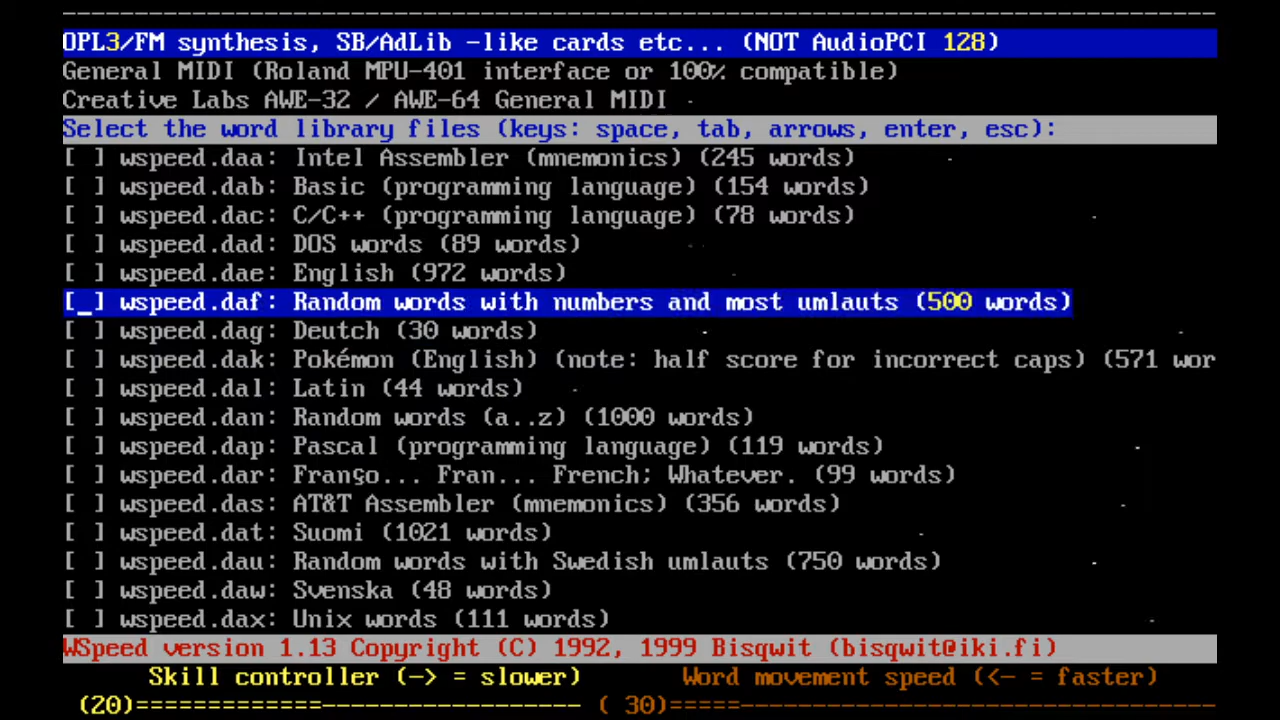 OPL3/FM synthesis, SB/AdLib -like cards etc... (NOT AudioPCI 128)
General MIDI (Roland MPU-401 interface or 100% compatible)
Creative Labs AWE-32 / AWE-64 General MIDI
Select the word library files (keys: space, tab, arrows, enter, esc):
[ ] wspeed.daa: Intel Assembler (mnemonics) (245 words)
[ ] wspeed.dab: Basic (programming language) (154 words)
[ ] wspeed.dac: C/C++ (programming language) (78 words)
[ ] wspeed.dad: DOS words (89 words)
[ ] wspeed.dae: English (972 words)
[_] wspeed.daf: Random words with numbers and most umlauts (500 words)
[ ] wspeed.dag: Deutch (30 words)
[ ] wspeed.dak: Pokémon (English) (note: half score for incorrect caps) (571 wor
[ ] wspeed.dal: Latin (44 words)
[ ] wspeed.dan: Random words (a..z) (1000 words)
[ ] wspeed.dap: Pascal (programming language) (119 words)
[ ] wspeed.dar: Franço... Fran... French; Whatever. (99 words)
[ ] wspeed.das: AT&T Assembler (mnemonics) (356 words)
[ ] wspeed.dat: Suomi (1021 words)
[ ] wspeed.dau: Random words with Swedish umlauts (750 words)
[ ] wspeed.daw: Svenska (48 words)
[ ] wspeed.dax: Unix words (111 words)
WSpeed version 1.13 Copyright (C) 1992, 1999 Bisqwit (bisqwit@iki.fi)
Skill controller (-> = slower) Word movement speed (<- = faster)
(20)=============------------------ ( 30)=====---------------------------------